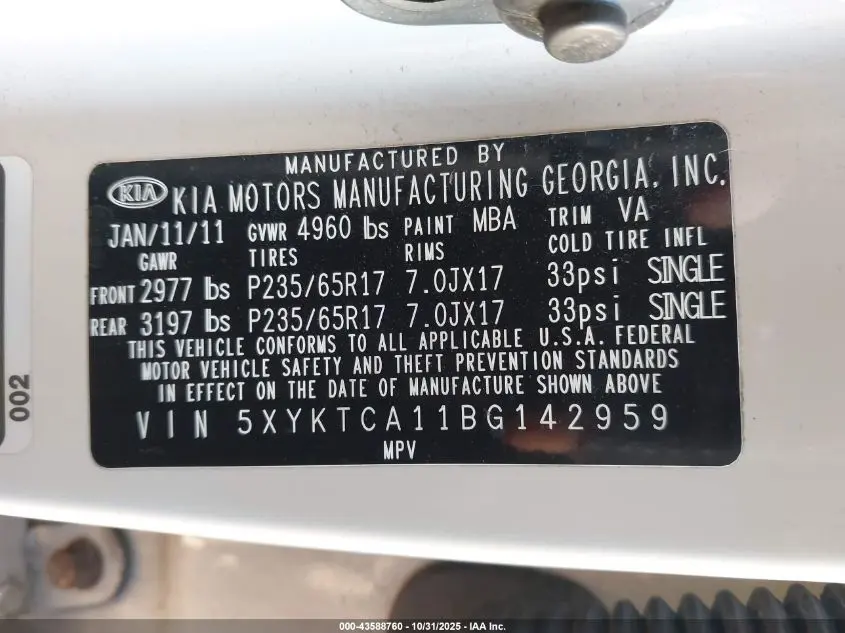 MANUFACTURED BY
KIA KIA MOTORS MANUFACTURING GEORGIA, INC.
JAN/11/11 GVWR 4960 lbs PAINT MBA TRIM VA
GAWR TIRES RIMS COLD TIRE INFL
FRONT 2977 lbs P235/65R17 7.0JX17 33psi SINGLE
REAR 3197 lbs P235/65R17 7.0JX17 33psi SINGLE
THIS VEHICLE CONFORMS TO ALL APPLICABLE U.S.A. FEDERAL
MOTOR VEHICLE SAFETY AND THEFT PREVENTION STANDARDS
IN EFFECT ON THE DATE OF MANUFACTURE SHOWN ABOVE
VIN 5XYKTCA11BG142959
MPV
002
000-43588760 - 10/31/2025 - IAA Inc.